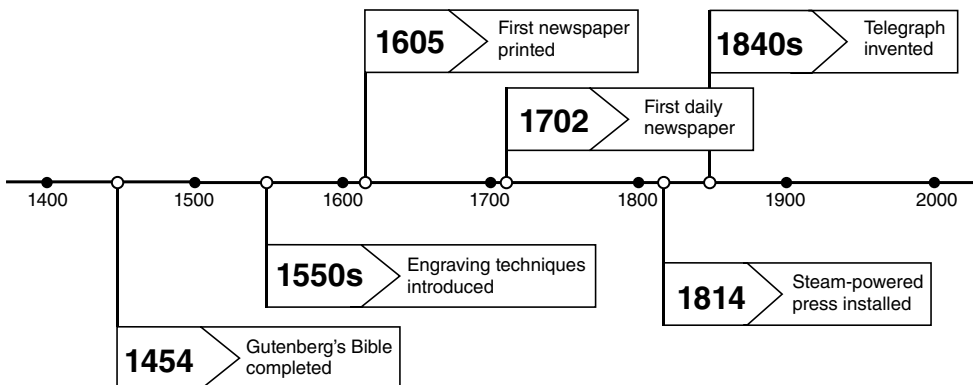 1605
First newspaper
printed
1840s
Telegraph
invented
1702
First daily
newspaper
1400
1500
1600
1700
1800
1900
2000
1550s
Engraving techniques
introduced
1814
Steam-powered
press installed
1454
Gutenberg's Bible
completed